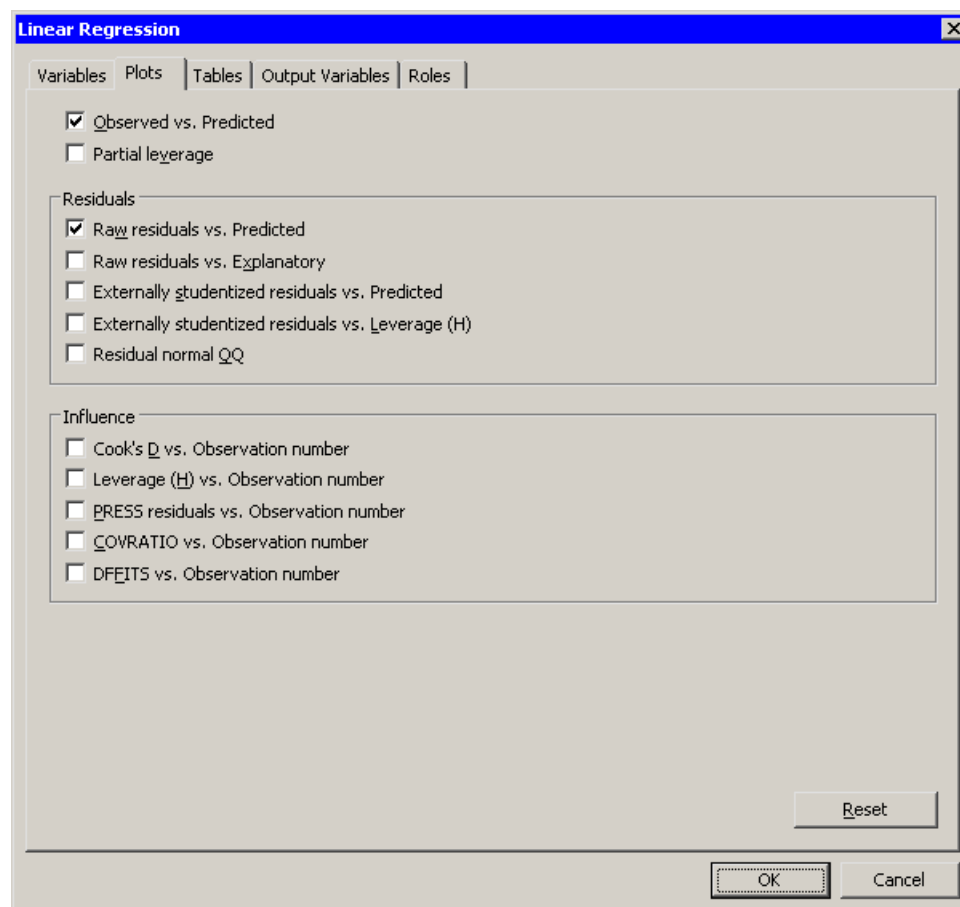 Linear Regression
Variables Plots Tables Output Variables Roles
Observed vs. Predicted
Partial leverage
Residuals
Raw residuals vs. Predicted
Raw residuals vs. Explanatory
Externally studentized residuals vs. Predicted
Externally studentized residuals vs. Leverage (H)
Residual normal QQ
Influence
Cook's D vs. Observation number
Leverage (H) vs. Observation number
PRESS residuals vs. Observation number
COVRATIO vs. Observation number
DFFITS vs. Observation number
Reset
OK Cancel